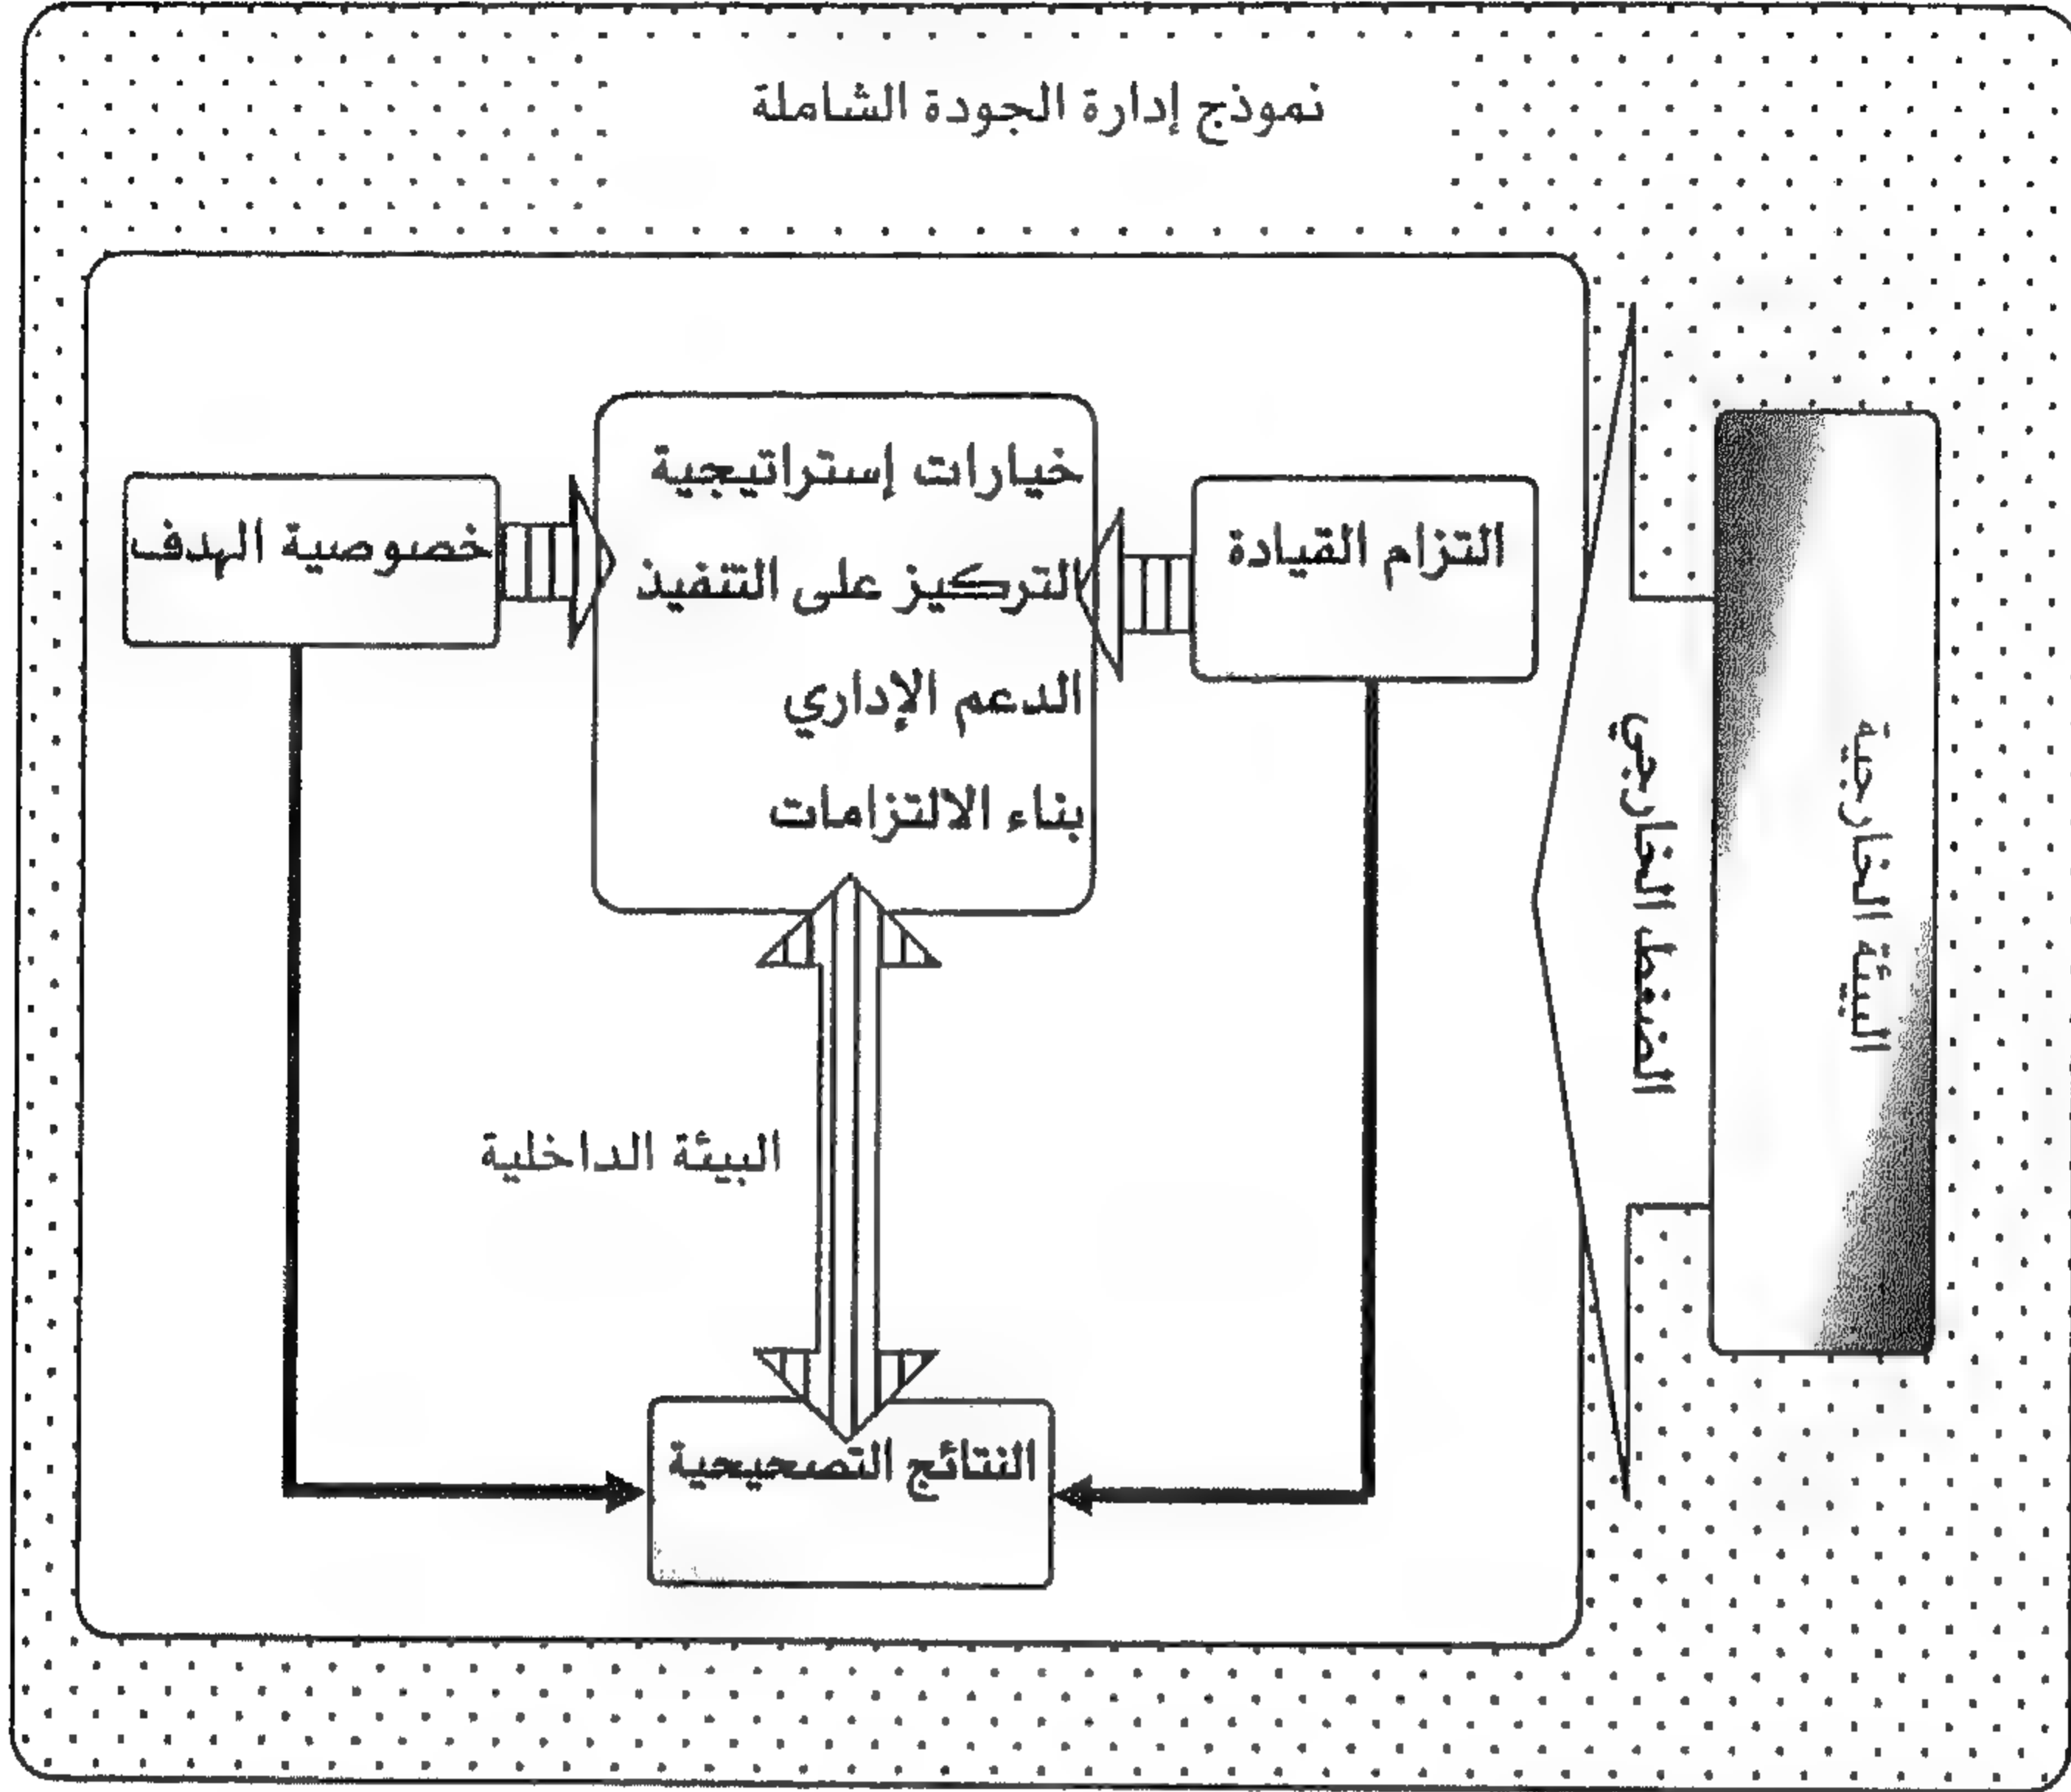 نموذج إدارة الجودة الشاملة
البيئة الخارجية
الضغط الخارجي
التزام القيادة
خيارات إستراتيجية
التركيز على التنفيذ
الدعم الإداري
بناء الالتزامات
خصوصية الهدف
البيئة الداخلية
النتائج التصحيحية